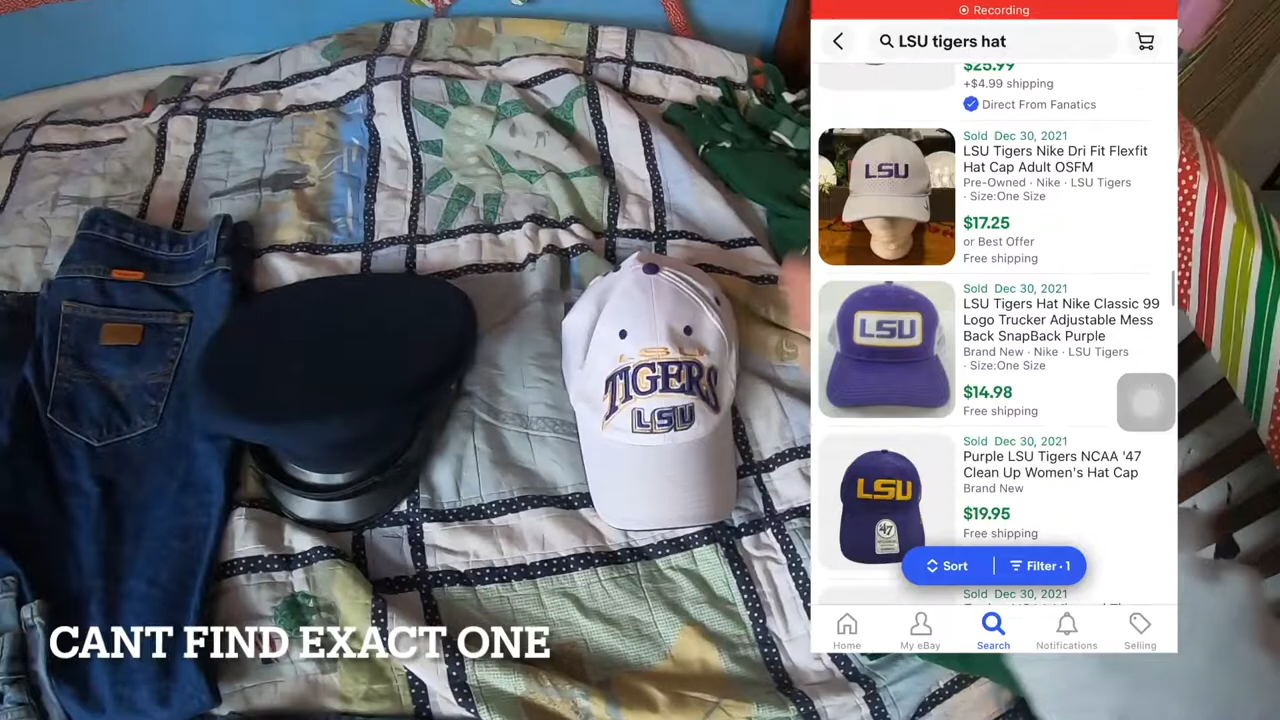 Recording
LSU tigers hat
$25.99
+$4.99 shipping
Direct From Fanatics
Sold Dec 30, 2021
LSU Tigers Nike Dri Fit Flexfit
Hat Cap Adult OSFM
Pre-Owned · Nike · LSU Tigers
· Size:One Size
$17.25
or Best Offer
Free shipping
LSU
Sold Dec 30, 2021
LSU Tigers Hat Nike Classic 99
Logo Trucker Adjustable Mess
Back SnapBack Purple
Brand New · Nike · LSU Tigers
· Size:One Size
$14.98
Free shipping
LSU
Sold Dec 30, 2021
Purple LSU Tigers NCAA '47
Clean Up Women's Hat Cap
Brand New
$19.95
Free shipping
LSU
47
Sort
Filter · 1
Sold Dec 30, 2021
Home
My eBay
Search
Notifications
Selling
LSU
TIGERS
LSU
CANT FIND EXACT ONE